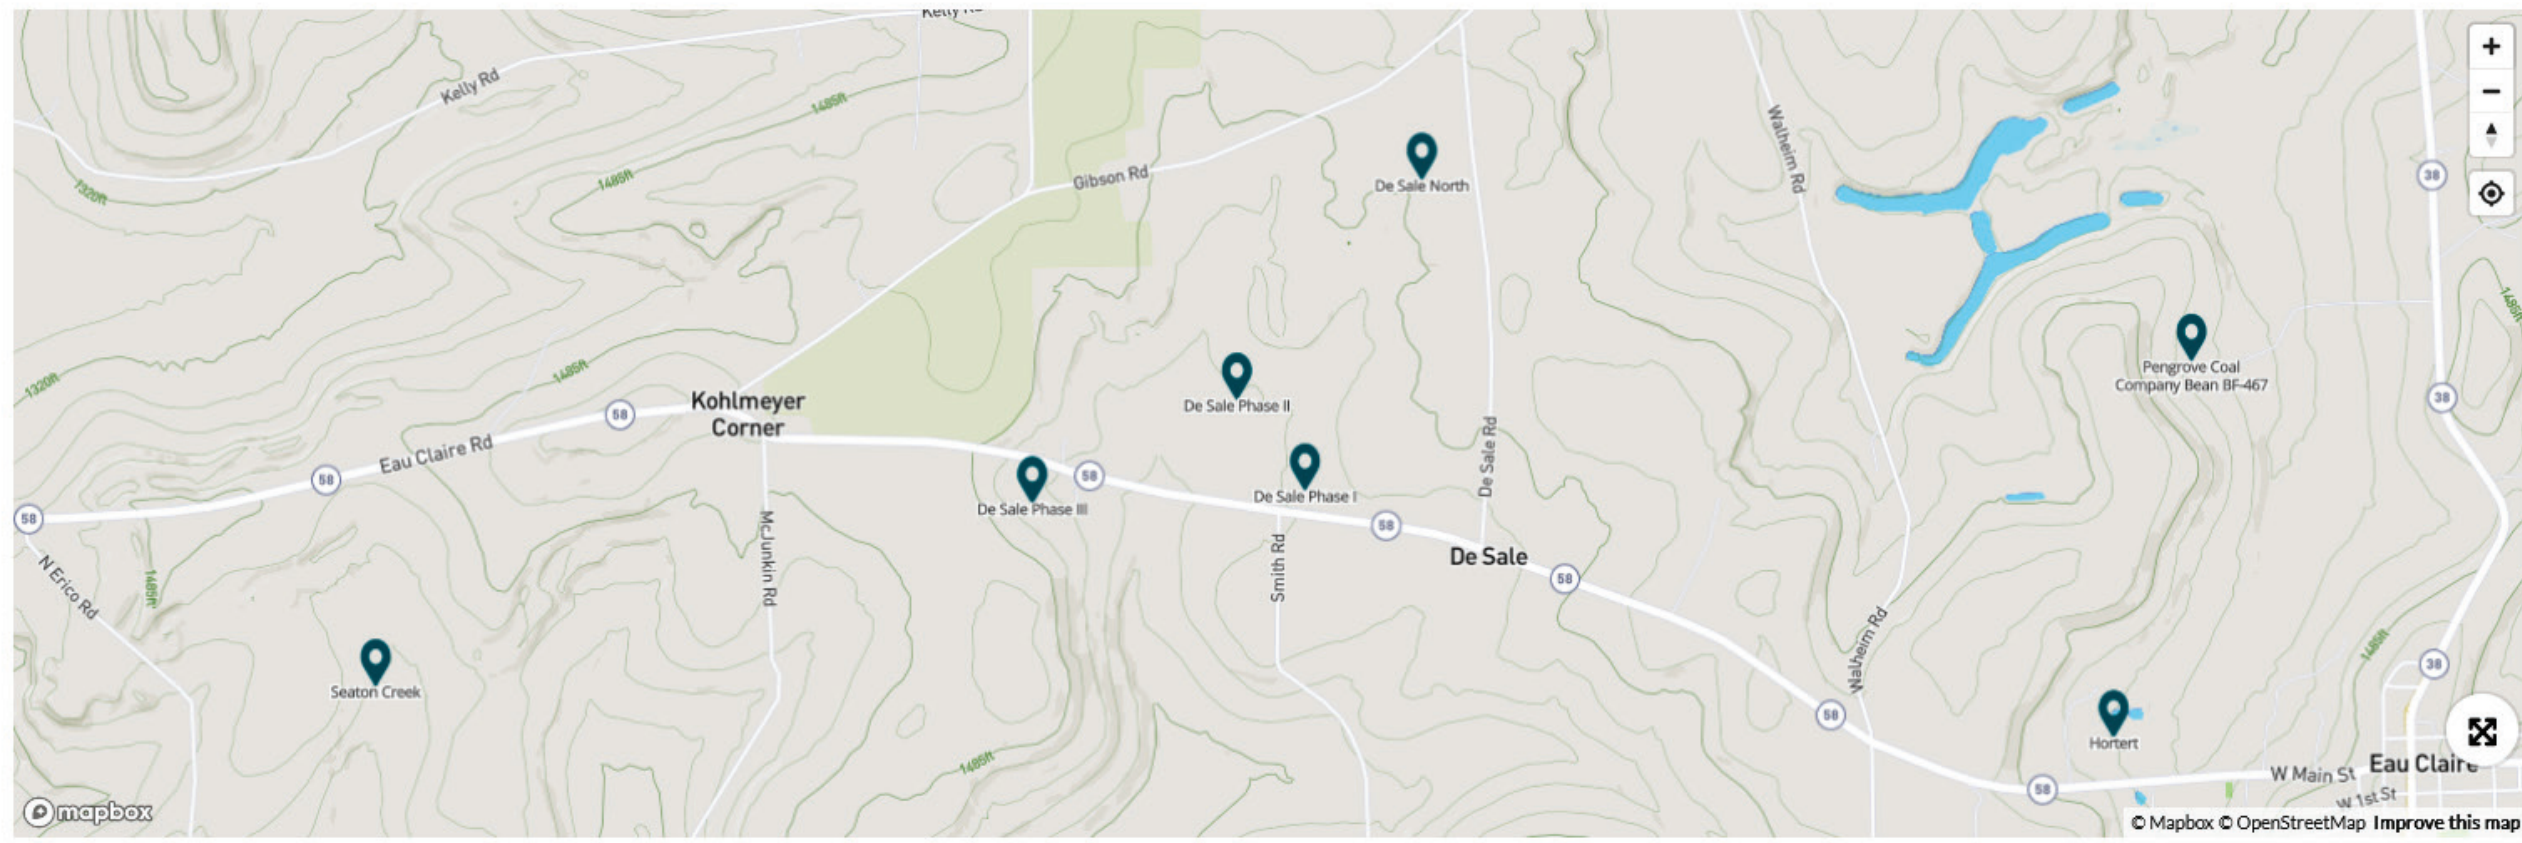 Kelly Rd
Kelly Rd
1485ft
1320ft
1485ft
Gibson Rd
De Sale North
Walheim Rd
38
1485ft
Pengrove Coal
Company Bean BF-467
1320ft
1485ft
De Sale Phase II
38
Kohlmeyer
Corner
58
Eau Claire Rd
De Sale Rd
58
58
De Sale Phase I
De Sale Phase III
58
58
De Sale
McJunkin Rd
Smith Rd
58
N Erico Rd
1485ft
Walheim Rd
1485ft
38
Seaton Creek
58
Hortert
1485ft
Eau Claire
W Main St
58
W 1st St
mapbox
© Mapbox © OpenStreetMap Improve this map